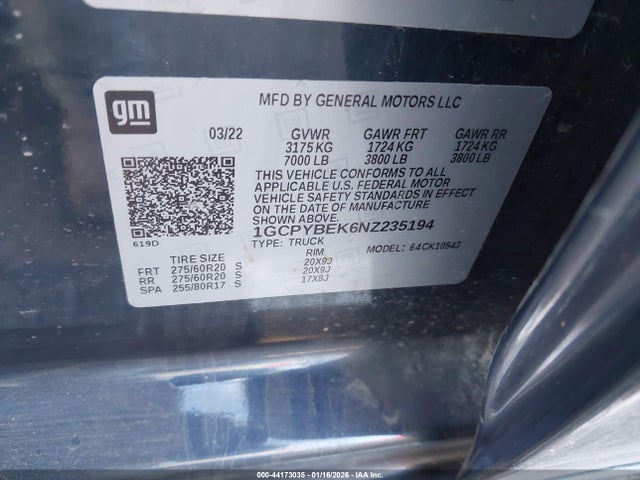 gm
MFD BY GENERAL MOTORS LLC
03/22 GVWR GAWR FRT GAWR RR
3175 KG 1724 KG 1724 KG
7000 LB 3800 LB 3800 LB
THIS VEHICLE CONFORMS TO ALL
APPLICABLE U.S. FEDERAL MOTOR
VEHICLE SAFETY STANDARDS IN EFFECT
ON THE DATE OF MANUFACTURE
SHOWN ABOVE.
1GCPYBEK6NZ235194
619D
TYPE: TRUCK 64CK10543
TIRE SIZE RIM
FRT 275/60R20 S 20X9J
RR 275/60R20 S 20X9J
SPA 255/80R17 S 17X8J
000-44173035 - 01/16/2026 - IAA Inc.